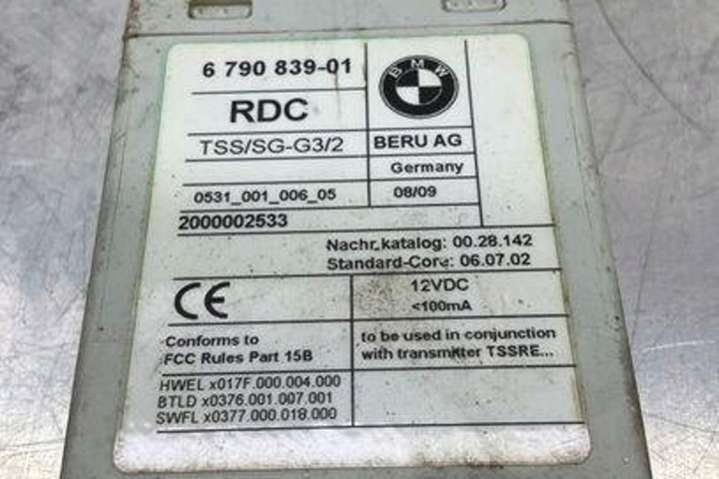 6 790 839-01
BMW
RDC
TSS/SG-G3/2
BERU AG
Germany
0531_001_006_05
08/09
2000002533
Nachr.katalog: 00.28.142
Standard-Core: 06.07.02
CE
12VDC
<100mA
Conforms to
FCC Rules Part 15B
to be used in conjunction
with transmitter TSSRE...
HWEL x017F.000.004.000
BTLD x0376.001.007.001
SWFL x0377.000.018.000